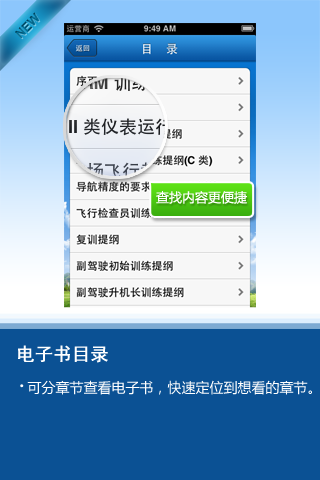 NEW
运营商 9:49 AM
返回
目 录
序页
IM 训练
II 类仪表运行
提纲
场飞行
练提纲(C 类)
导航精度的要求
查找内容更便捷
飞行检查员训练
复训提纲
副驾驶初始训练提纲
副驾驶升机长训练提纲
电子书目录
·可分章节查看电子书，快速定位到想看的章节。